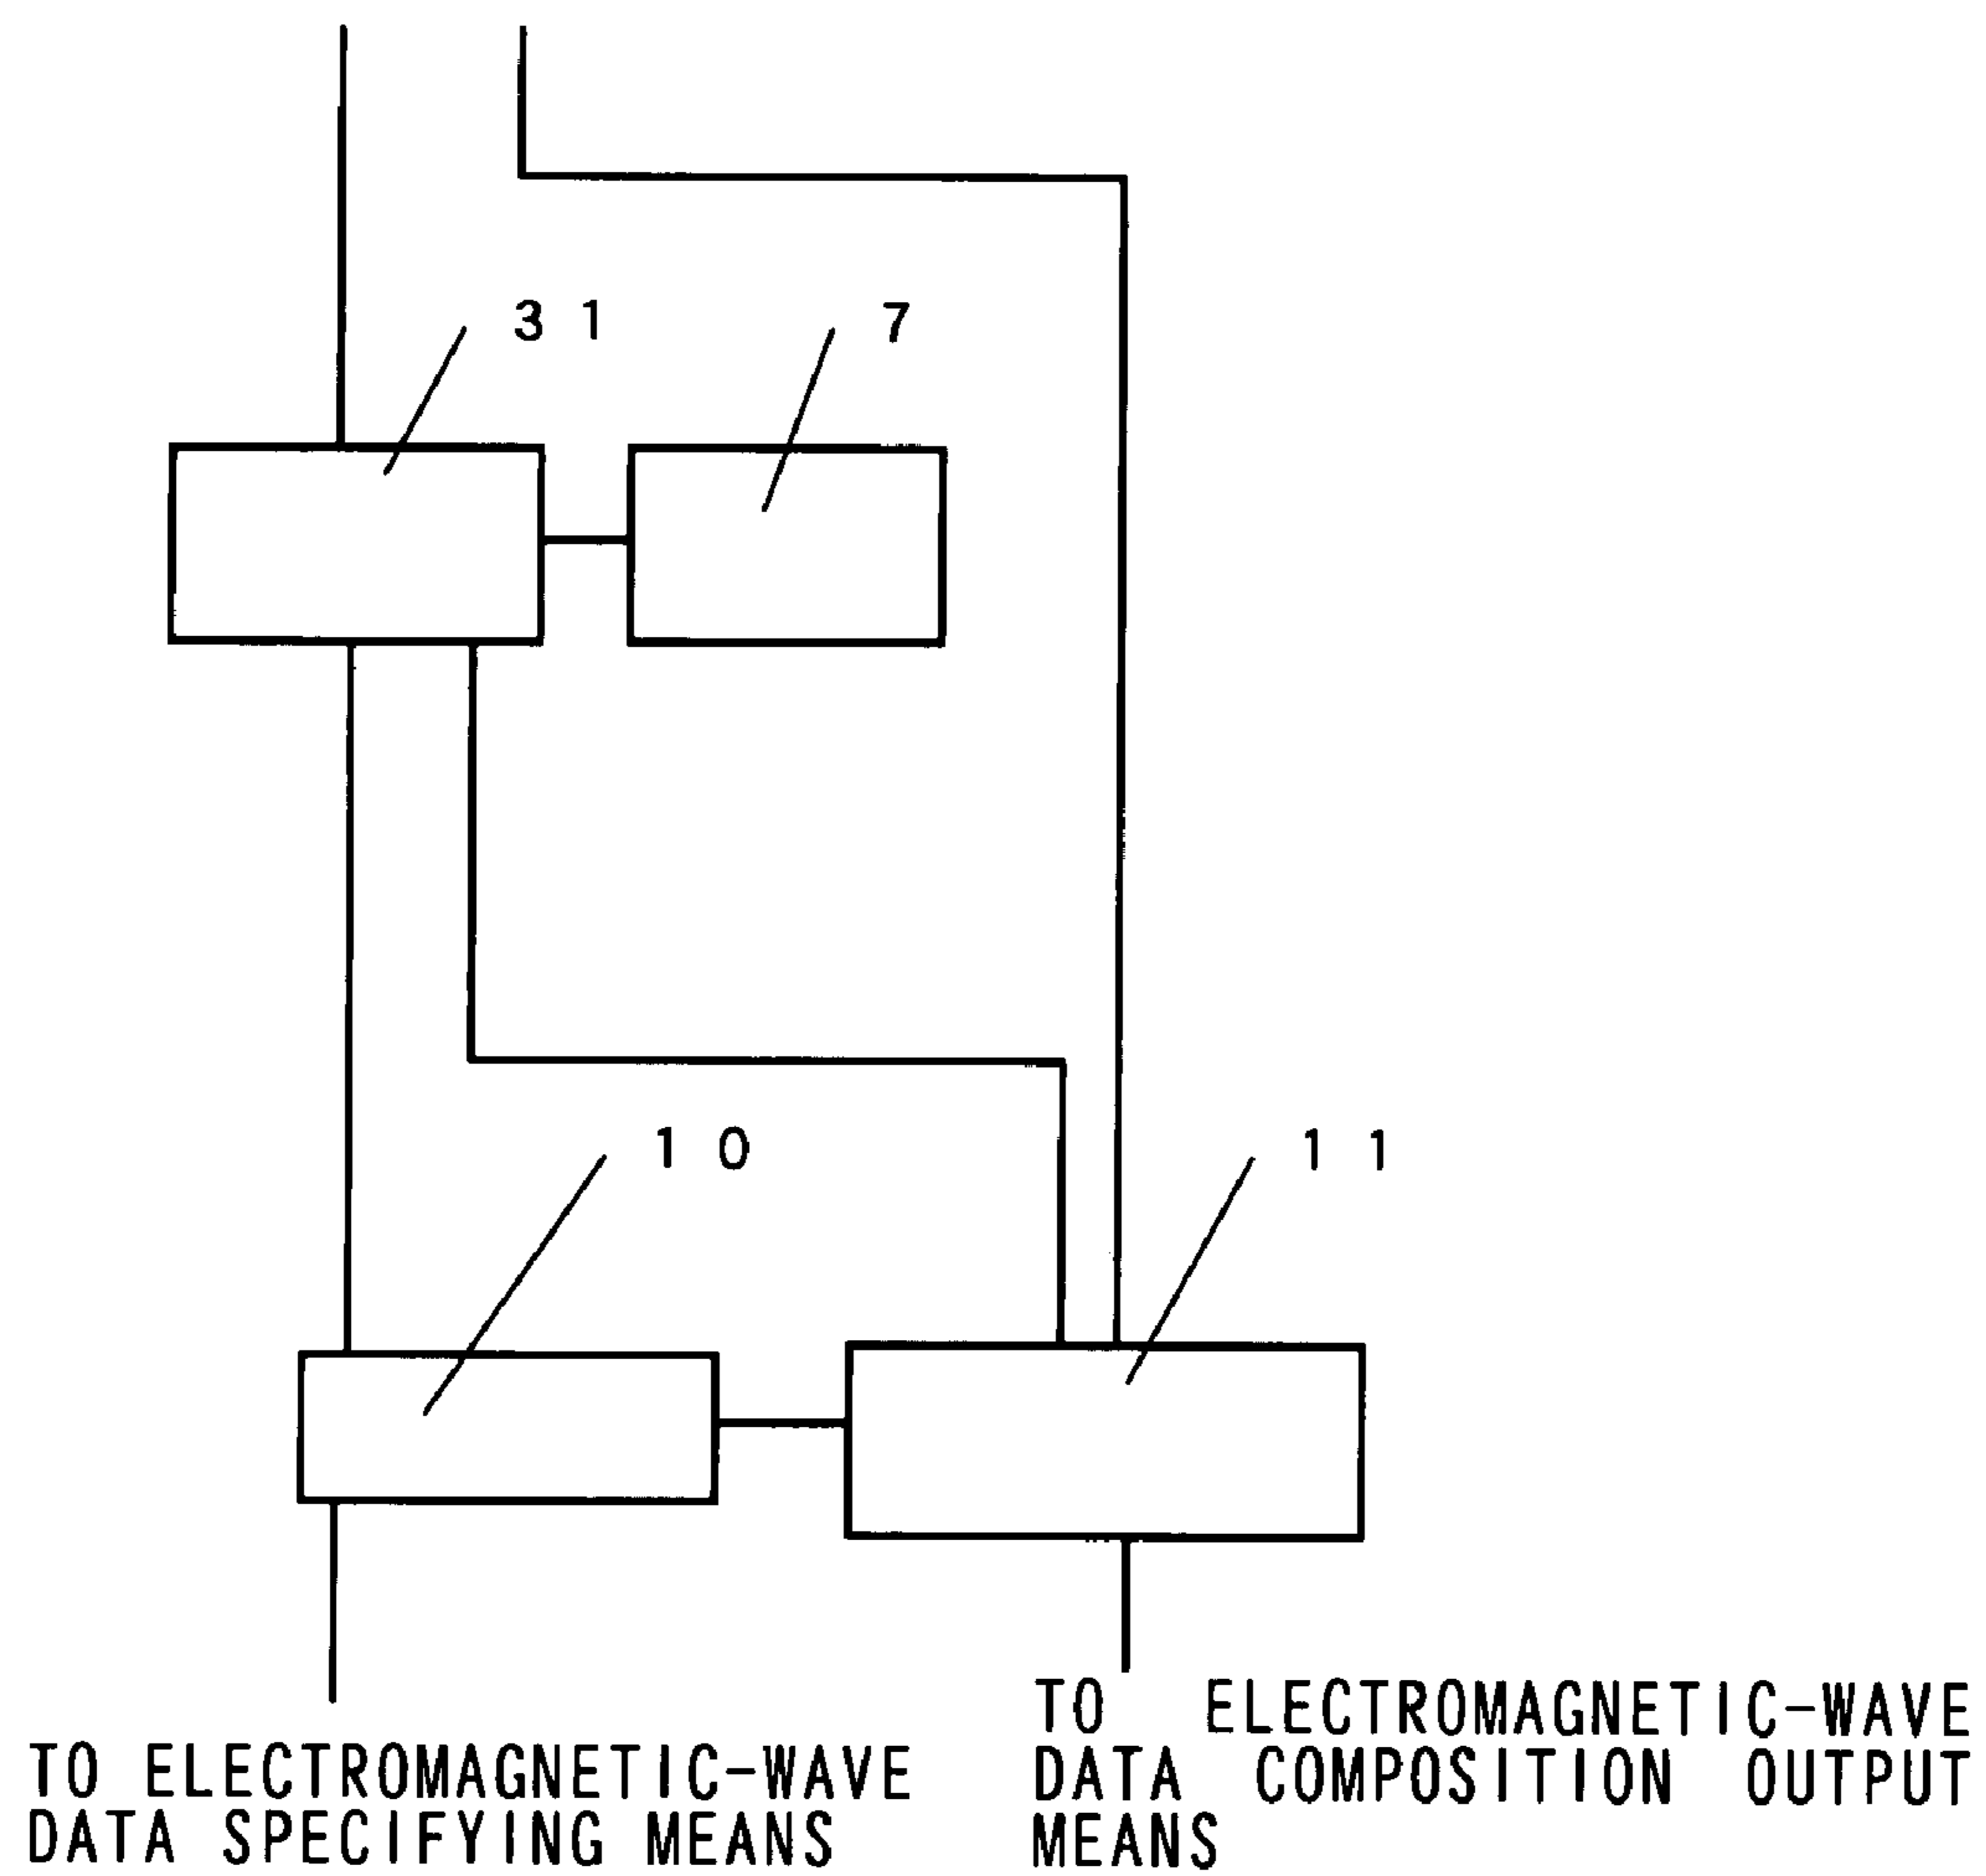 31
7
10
11
TO ELECTROMAGNETIC-WAVE
DATA SPECIFYING MEANS
TO ELECTROMAGNETIC-WAVE
DATA COMPOSITION OUTPUT
MEANS